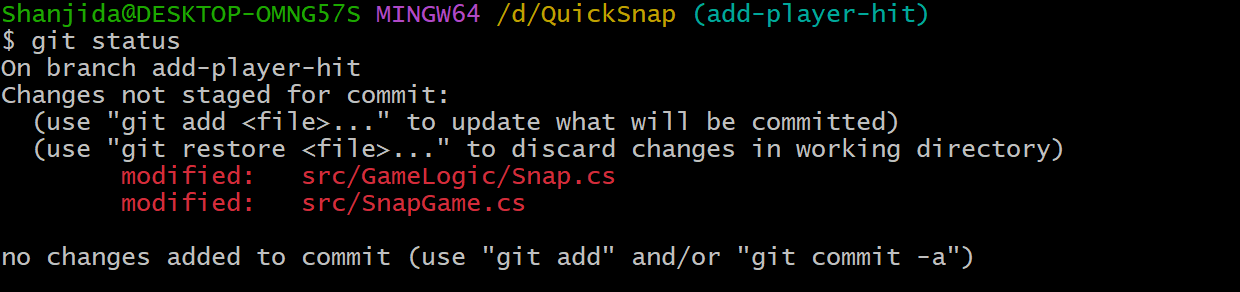 Shanjida@DESKTOP-OMNG57S MINGW64 /d/QuickSnap (add-player-hit)
$ git status
On branch add-player-hit
Changes not staged for commit:
  (use "git add <file>..." to update what will be committed)
  (use "git restore <file>..." to discard changes in working directory)
        modified:   src/GameLogic/Snap.cs
        modified:   src/SnapGame.cs

no changes added to commit (use "git add" and/or "git commit -a")